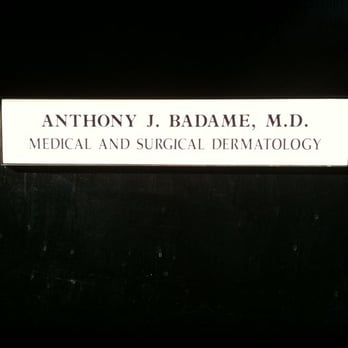 ANTHONY J. BADAME, M.D.
MEDICAL AND SURGICAL DERMATOLOGY